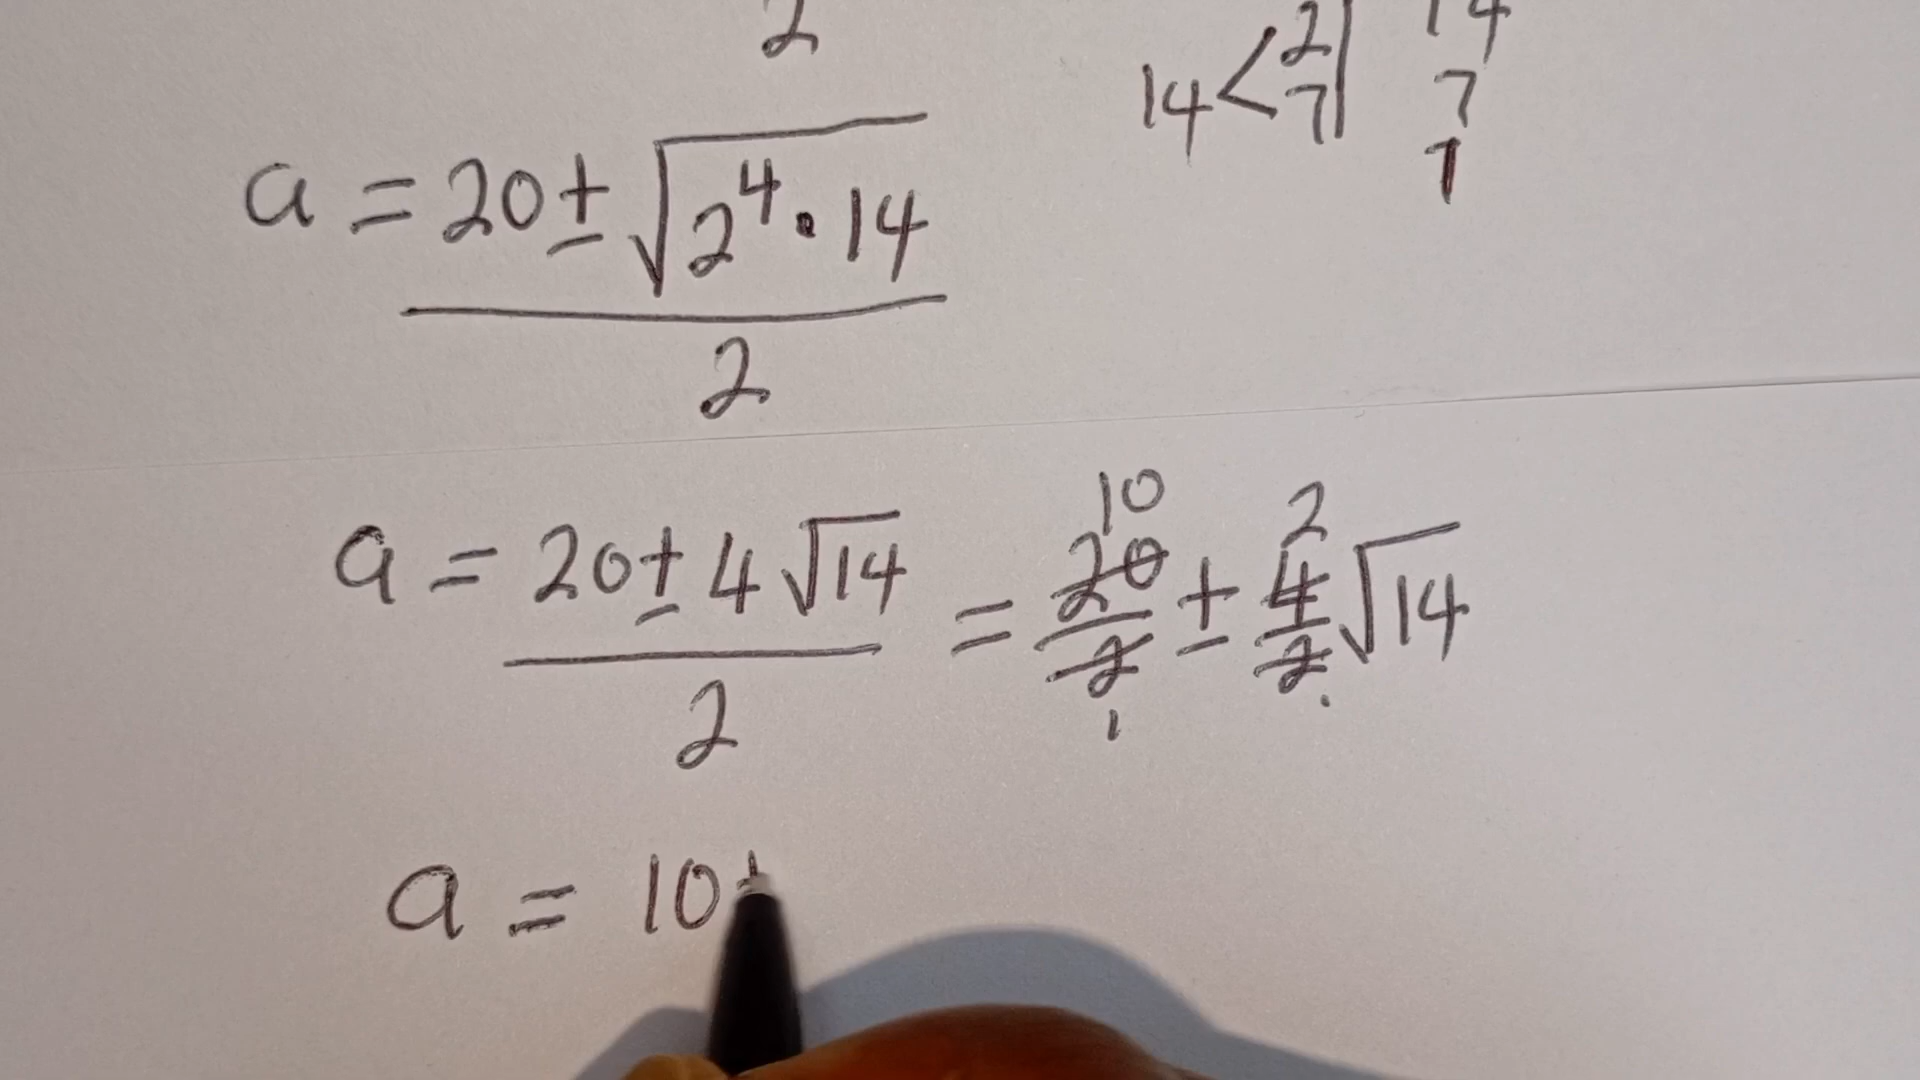 2
14 < 2 | 14
7 | 7
1
a = 20 ± √(2⁴ · 14)
2
a = 20 ± 4 √14 = 20 ± 4 √14
2 2 2
10 2
1
a = 10 +